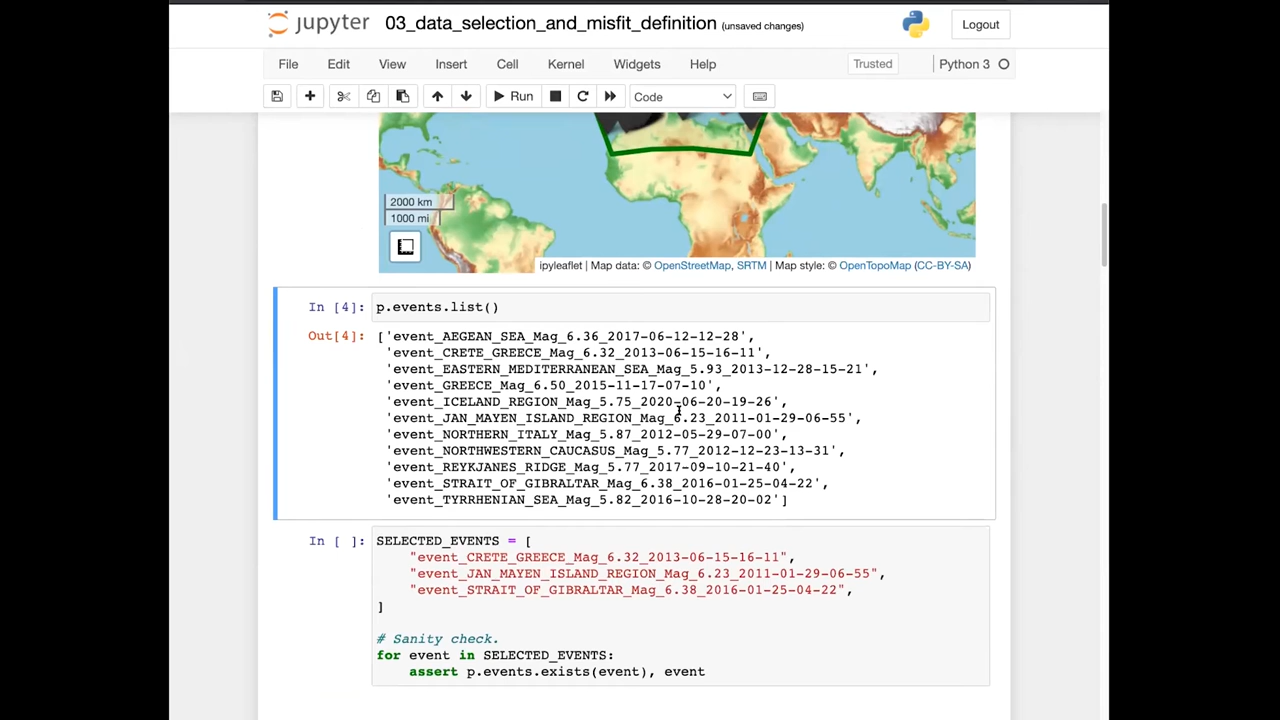 jupyter 03_data_selection_and_misfit_definition (unsaved changes) Logout
File Edit View Insert Cell Kernel Widgets Help Trusted Python 3
Run Code
2000 km
1000 mi
ipyleaflet | Map data: © OpenStreetMap, SRTM | Map style: © OpenTopoMap (CC-BY-SA)
In [4]: p.events.list()
Out[4]: ['event_AEGEAN_SEA_Mag_6.36_2017-06-12-12-28',
'event_CRETE_GREECE_Mag_6.32_2013-06-15-16-11',
'event_EASTERN_MEDITERRANEAN_SEA_Mag_5.93_2013-12-28-15-21',
'event_GREECE_Mag_6.50_2015-11-17-07-10',
'event_ICELAND_REGION_Mag_5.75_2020-06-20-19-26',
'event_JAN_MAYEN_ISLAND_REGION_Mag_6.23_2011-01-29-06-55',
'event_NORTHERN_ITALY_Mag_5.87_2012-05-29-07-00',
'event_NORTHWESTERN_CAUCASUS_Mag_5.77_2012-12-23-13-31',
'event_REYKJANES_RIDGE_Mag_5.77_2017-09-10-21-40',
'event_STRAIT_OF_GIBRALTAR_Mag_6.38_2016-01-25-04-22',
'event_TYRRHENIAN_SEA_Mag_5.82_2016-10-28-20-02']
In [ ]: SELECTED_EVENTS = [
"event_CRETE_GREECE_Mag_6.32_2013-06-15-16-11",
"event_JAN_MAYEN_ISLAND_REGION_Mag_6.23_2011-01-29-06-55",
"event_STRAIT_OF_GIBRALTAR_Mag_6.38_2016-01-25-04-22",
]
# Sanity check.
for event in SELECTED_EVENTS:
assert p.events.exists(event), event